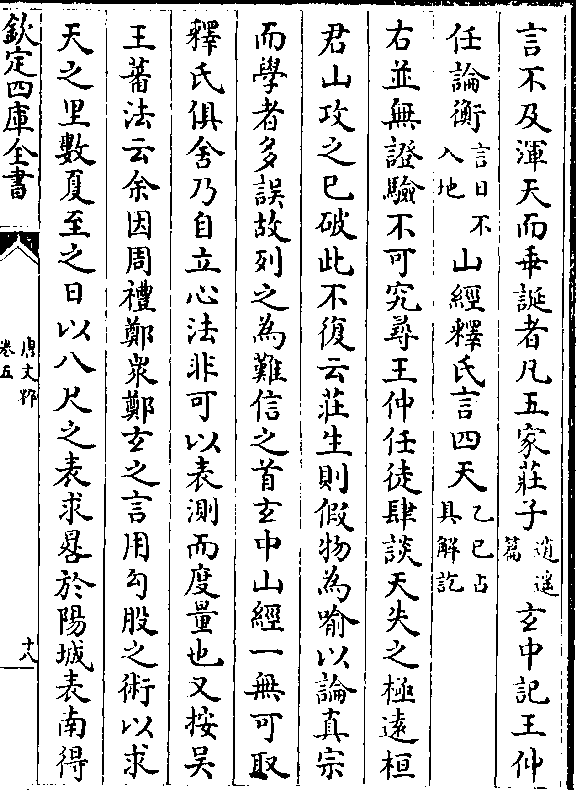 言不及渾天而乖誕者凡五家莊子逍遙篇玄中記王仲
任論衡言日不入地山經釋氏言四天乙巳占具解訖
右並無證驗不可究尋王仲任徒肆談天失之極遠桓
君山攻之已破此不復云莊生則假物為喻以論真宗
而學者多誤故列之為難信之首玄中山經一無可取
釋氏俱舍乃自立心法非可以表測而度量也又按吳
王蕃法云余因周禮鄭衆鄭玄之言用勾股之術以求
天之里數夏至之日以八尺之表求晷於陽城表南得
欽定四庫全書
唐文粹
卷五
十八